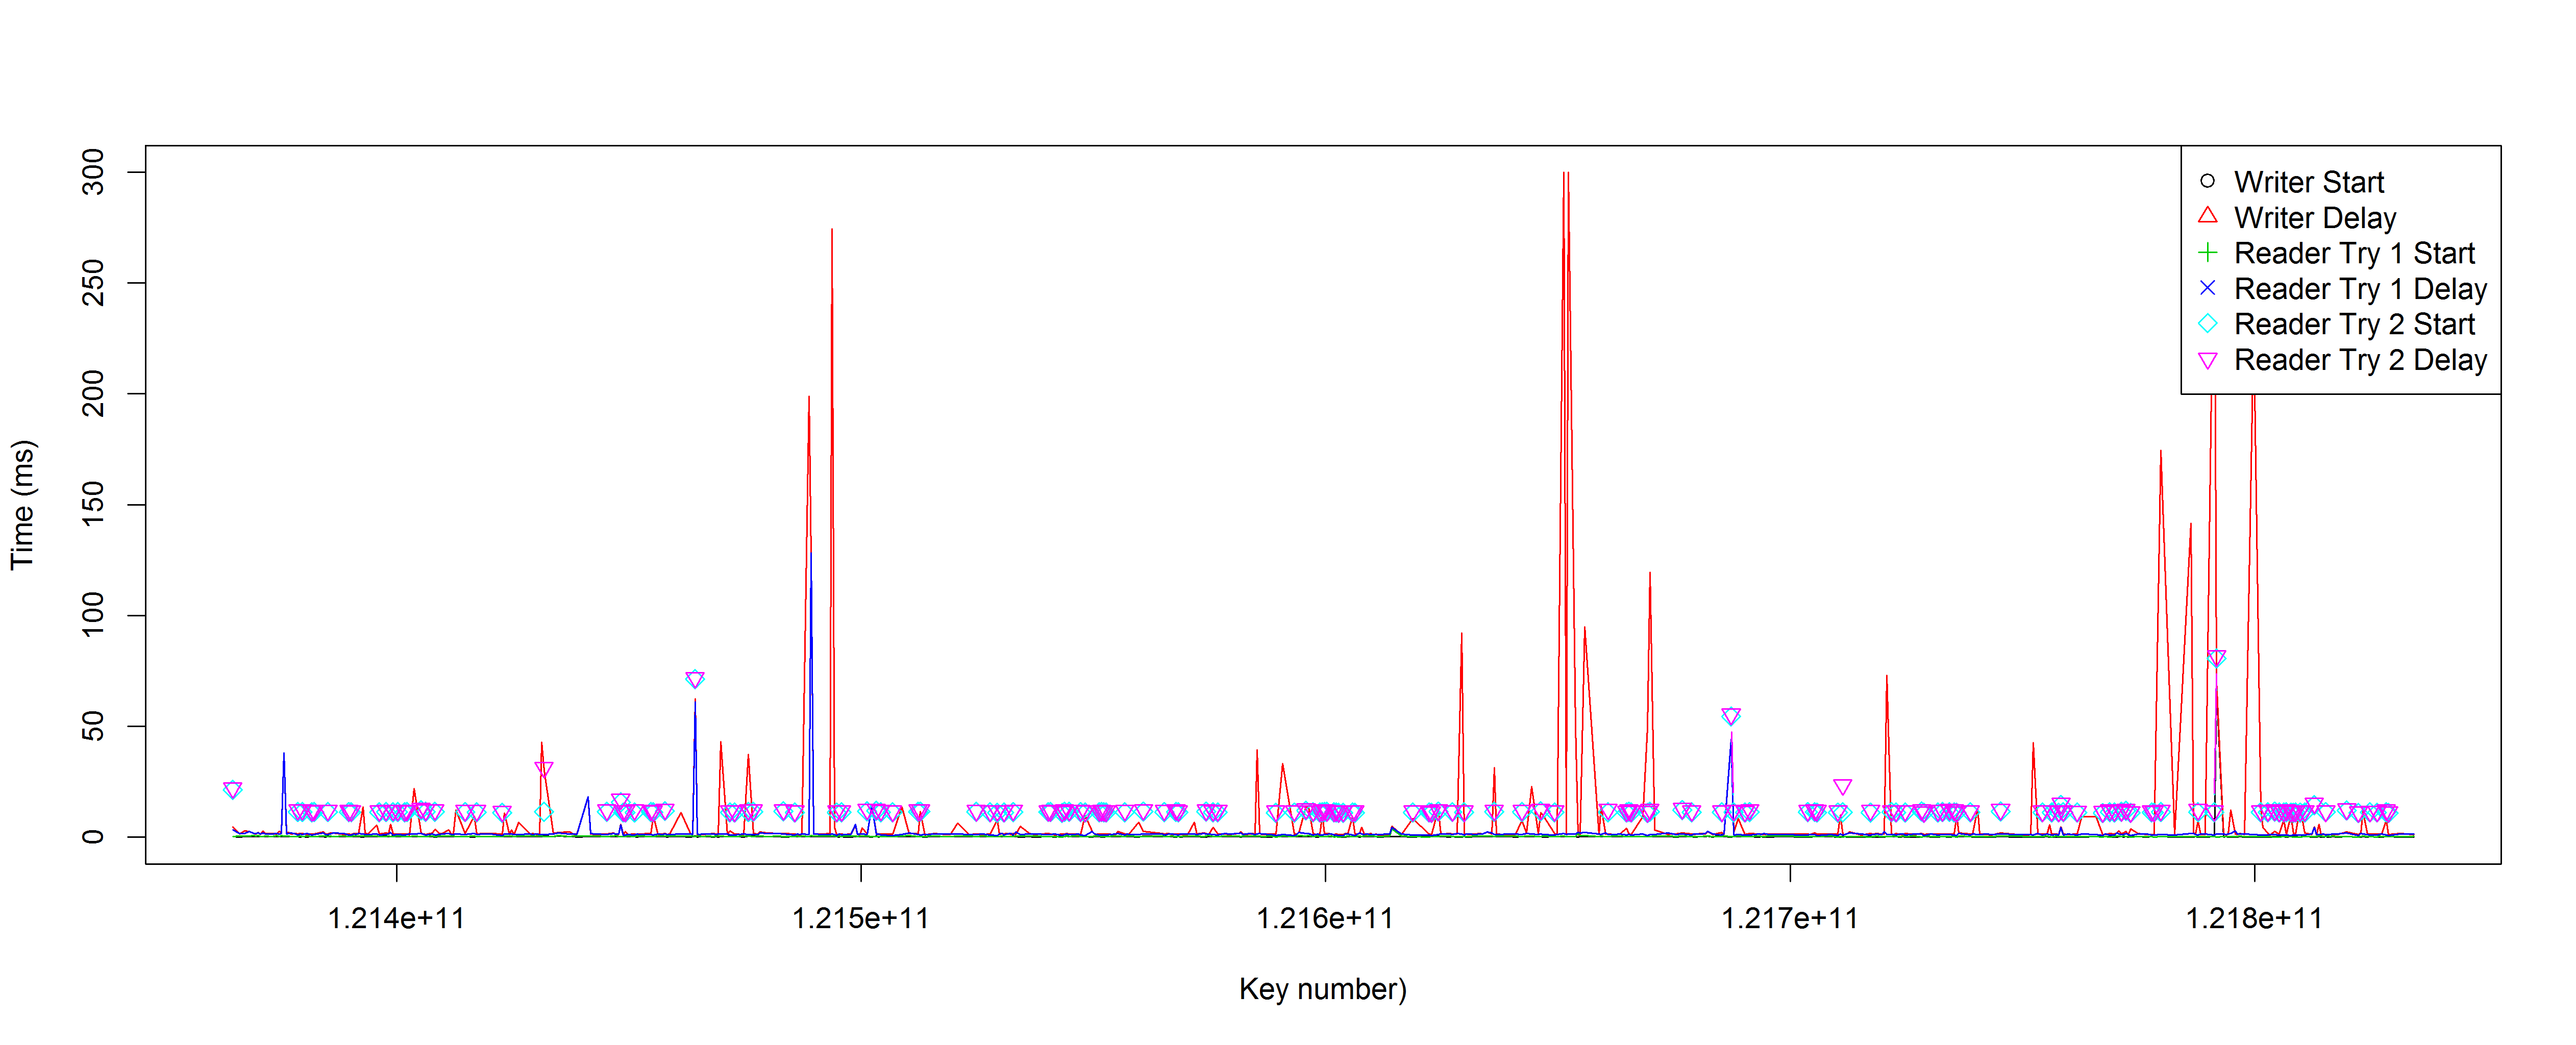 300
250
200
150
100
50
0
Time (ms)
Writer Start
Writer Delay
Reader Try 1 Start
Reader Try 1 Delay
Reader Try 2 Start
Reader Try 2 Delay
1.214e+11 1.215e+11 1.216e+11 1.217e+11 1.218e+11
Key number)